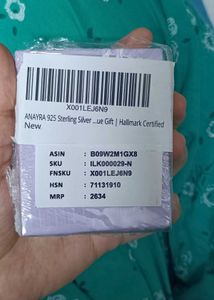 X001LEJ6N9
ANAYRA 925 Sterling Silver ...ue Gift | Hallmark Certified
New
ASIN : B09W2M1GX8
SKU : ILK000029-N
FNSKU : X001LEJ6N9
HSN : 71131910
MRP : 2634